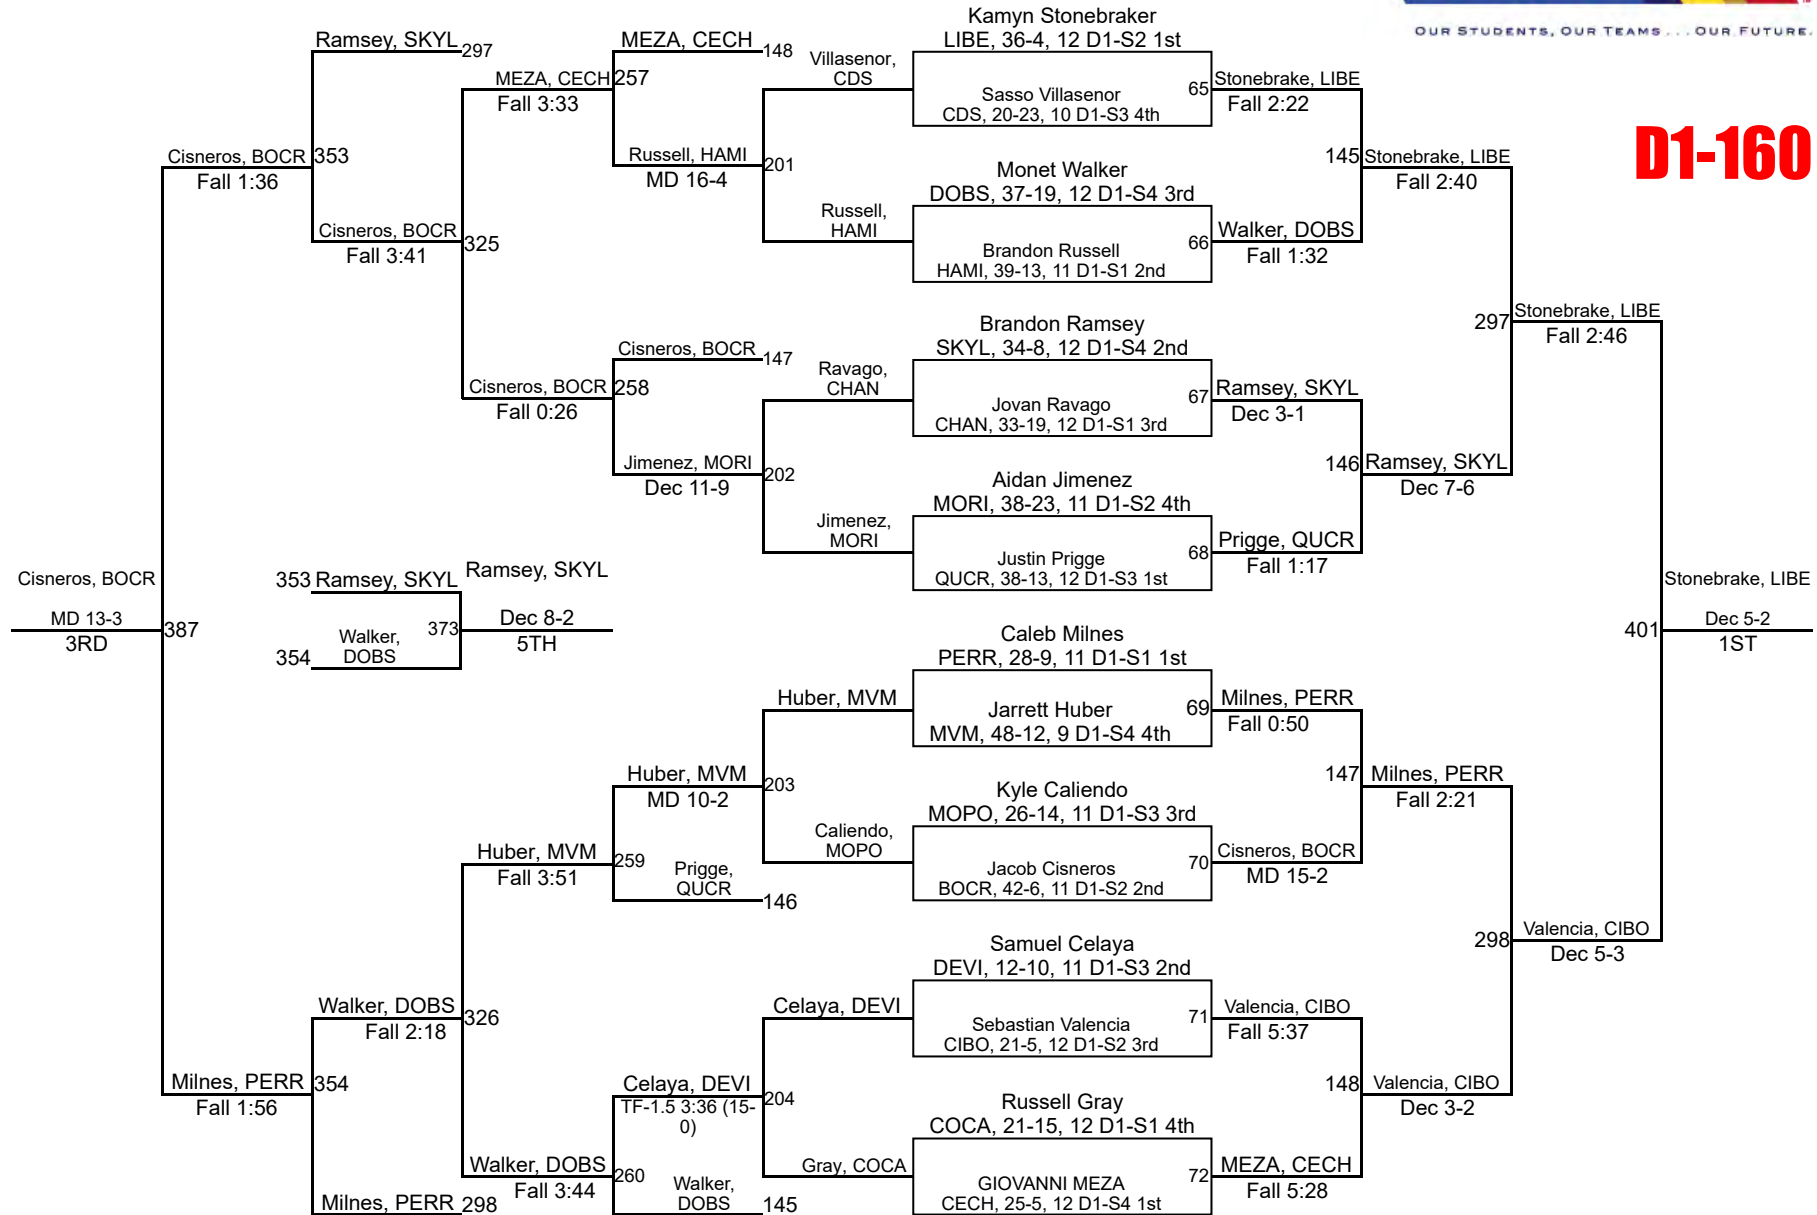 OUR STUDENTS, OUR TEAMS . . . OUR FUTURE.
D1-160
Ramsey, SKYL 297
Cisneros, BOCR 353
Fall 1:36
Cisneros, BOCR 325
Fall 3:41
MEZA, CECH 257
Fall 3:33
MEZA, CECH 148
Russell, HAMI 201
MD 16-4
Villasenor,
CDS
Russell,
HAMI
Cisneros, BOCR 258
Fall 0:26
Cisneros, BOCR 147
Jimenez, MORI 202
Dec 11-9
Ravago,
CHAN
Jimenez,
MORI
Cisneros, BOCR
MD 13-3
3RD
387
353 Ramsey, SKYL
354
Walker,
DOBS
373
Ramsey, SKYL
Dec 8-2
5TH
Huber, MVM
Huber, MVM 203
MD 10-2
Caliendo,
MOPO
Huber, MVM 259
Fall 3:51
Prigge,
QUCR
146
Walker, DOBS 326
Fall 2:18
Milnes, PERR 354
Fall 1:56
Celaya, DEVI
Celaya, DEVI 204
TF-1.5 3:36 (15-
0)
Gray, COCA
Walker, DOBS 260
Fall 3:44
Walker,
DOBS
145
Milnes, PERR 298
Kamyn Stonebraker
LIBE, 36-4, 12 D1-S2 1st
Sasso Villasenor
CDS, 20-23, 10 D1-S3 4th
65 Stonebrake, LIBE
Fall 2:22
Monet Walker
DOBS, 37-19, 12 D1-S4 3rd
Brandon Russell
HAMI, 39-13, 11 D1-S1 2nd
66 Walker, DOBS
Fall 1:32
145 Stonebrake, LIBE
Fall 2:40
Brandon Ramsey
SKYL, 34-8, 12 D1-S4 2nd
Jovan Ravago
CHAN, 33-19, 12 D1-S1 3rd
67 Ramsey, SKYL
Dec 3-1
Aidan Jimenez
MORI, 38-23, 11 D1-S2 4th
Justin Prigge
QUCR, 38-13, 12 D1-S3 1st
68 Prigge, QUCR
Fall 1:17
146 Ramsey, SKYL
Dec 7-6
297 Stonebrake, LIBE
Fall 2:46
Caleb Milnes
PERR, 28-9, 11 D1-S1 1st
Jarrett Huber
MVM, 48-12, 9 D1-S4 4th
69 Milnes, PERR
Fall 0:50
Kyle Caliendo
MOPO, 26-14, 11 D1-S3 3rd
Jacob Cisneros
BOCR, 42-6, 11 D1-S2 2nd
70 Cisneros, BOCR
MD 15-2
147 Milnes, PERR
Fall 2:21
Samuel Celaya
DEVI, 12-10, 11 D1-S3 2nd
Sebastian Valencia
CIBO, 21-5, 12 D1-S2 3rd
71 Valencia, CIBO
Fall 5:37
Russell Gray
COCA, 21-15, 12 D1-S1 4th
GIOVANNI MEZA
CECH, 25-5, 12 D1-S4 1st
72 MEZA, CECH
Fall 5:28
148 Valencia, CIBO
Dec 3-2
298 Valencia, CIBO
Dec 5-3
Stonebrake, LIBE
401 Dec 5-2
1ST